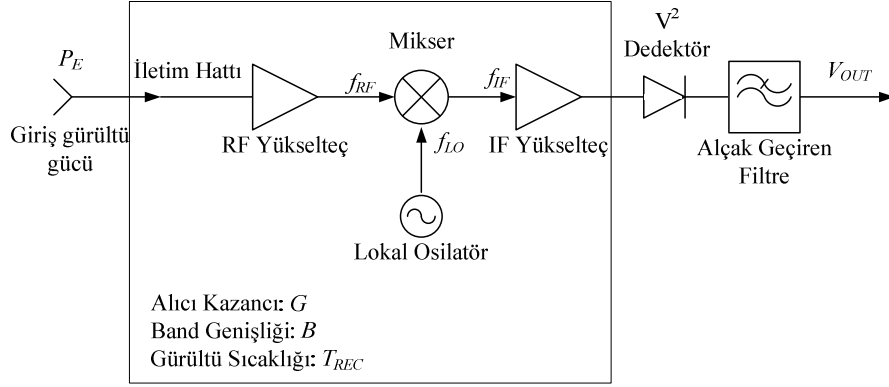 P_E
Giriş gürültü
gücü
İletim Hattı
RF Yükselteç
f_RF
Mikser
f_LO
Lokal Osilatör
f_IF
IF Yükselteç
V²
Dedektör
Alçak Geçiren
Filtre
V_OUT
Alıcı Kazancı: G
Band Genişliği: B
Gürültü Sıcaklığı: T_REC